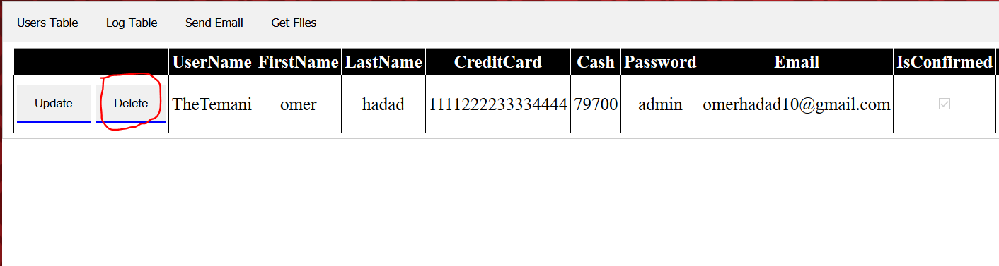 Users Table Log Table Send Email Get Files
UserName FirstName LastName CreditCard Cash Password Email IsConfirmed
Update Delete TheTemani omer hadad 1111222233334444 79700 admin omerhadad10@gmail.com